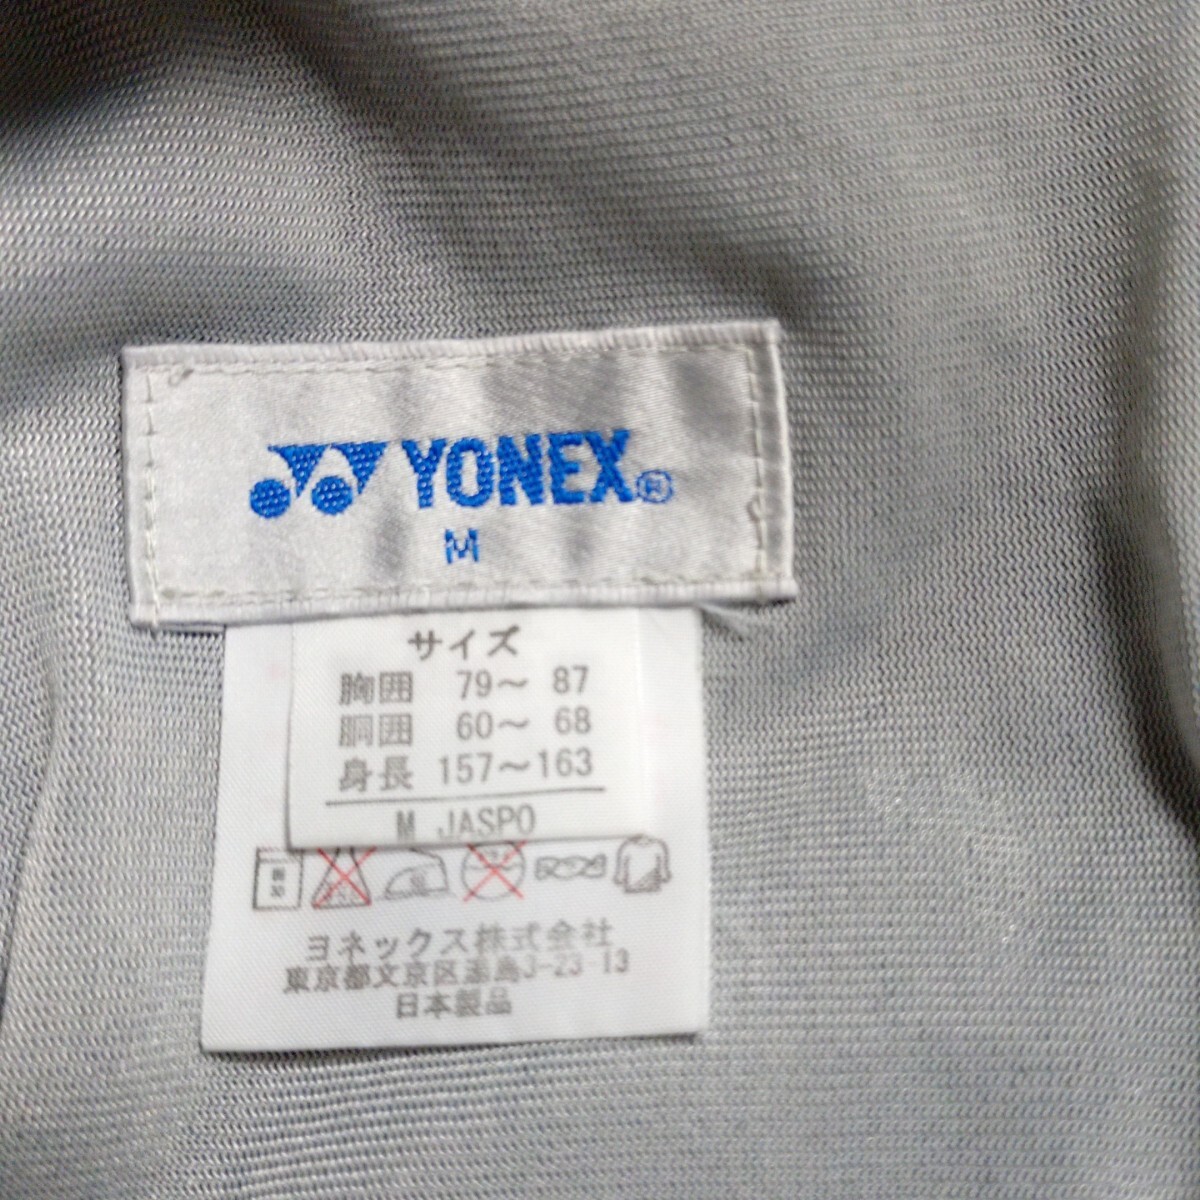 YONEX®
M
サイズ
胸囲 79～ 87
胴囲 60～ 68
身長 157～163
M JASPO
ヨネックス株式会社
東京都文京区湯島3-23-13
日本製品